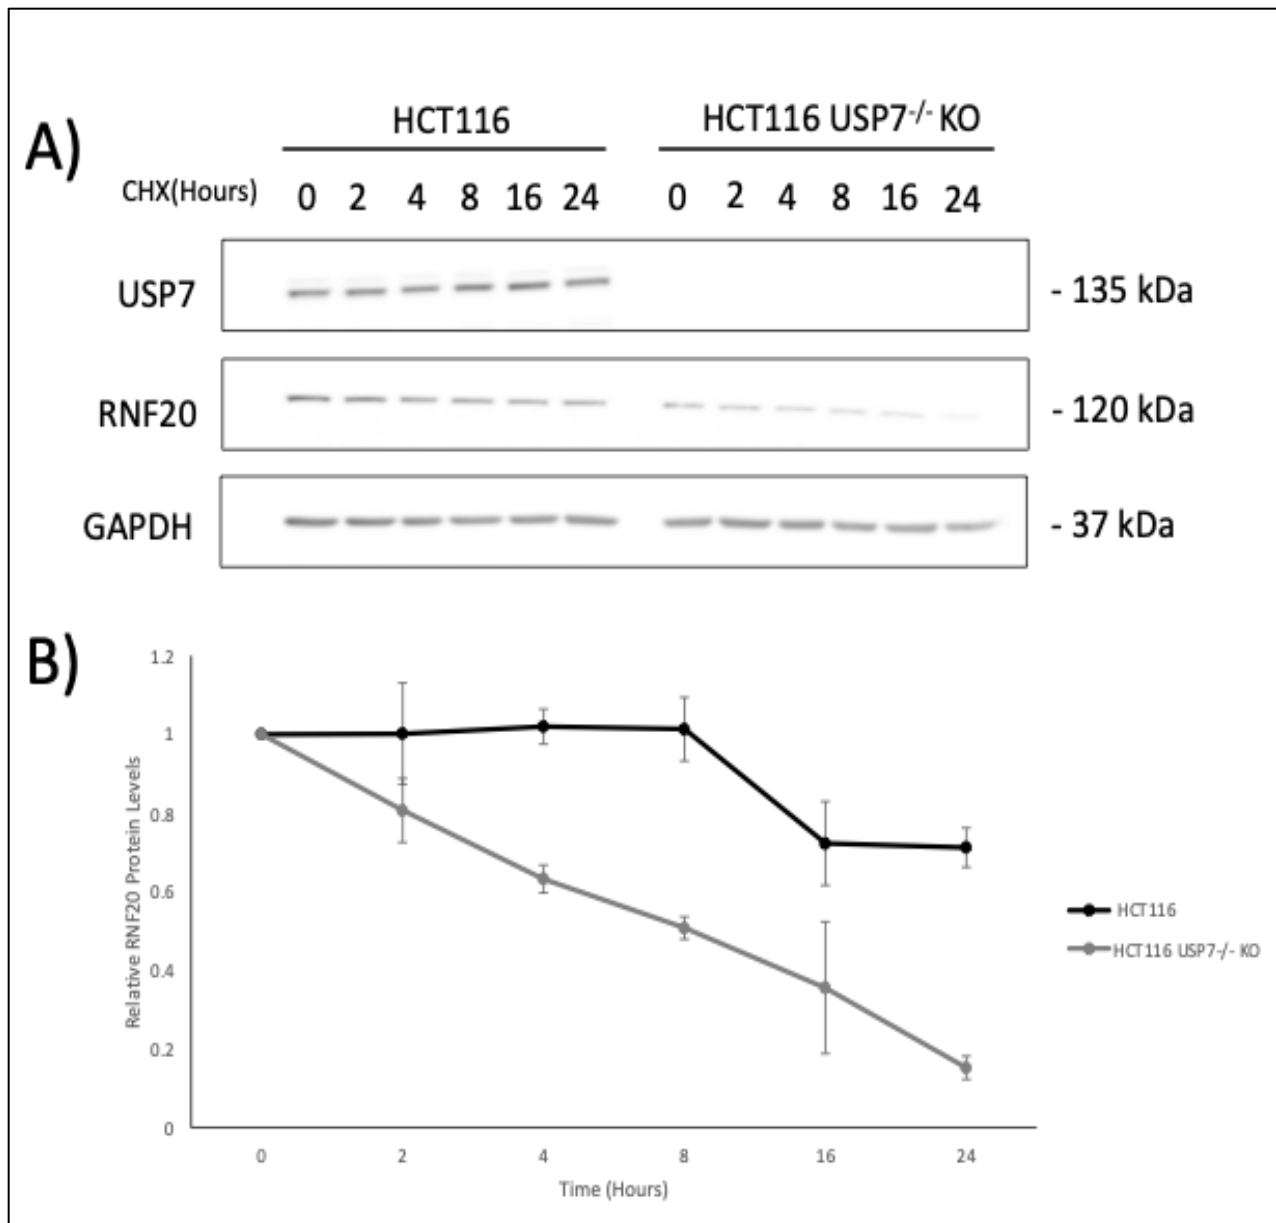 A)
HCT116 HCT116 USP7-/- KO
CHX(Hours) 0 2 4 8 16 24 0 2 4 8 16 24
USP7 - 135 kDa
RNF20 - 120 kDa
GAPDH - 37 kDa
B)
1.2
1
0.8
0.6
0.4
0.2
0
Relative RNF20 Protein Levels
0 2 4 8 16 24
Time (Hours)
HCT116
HCT116 USP7-/- KO